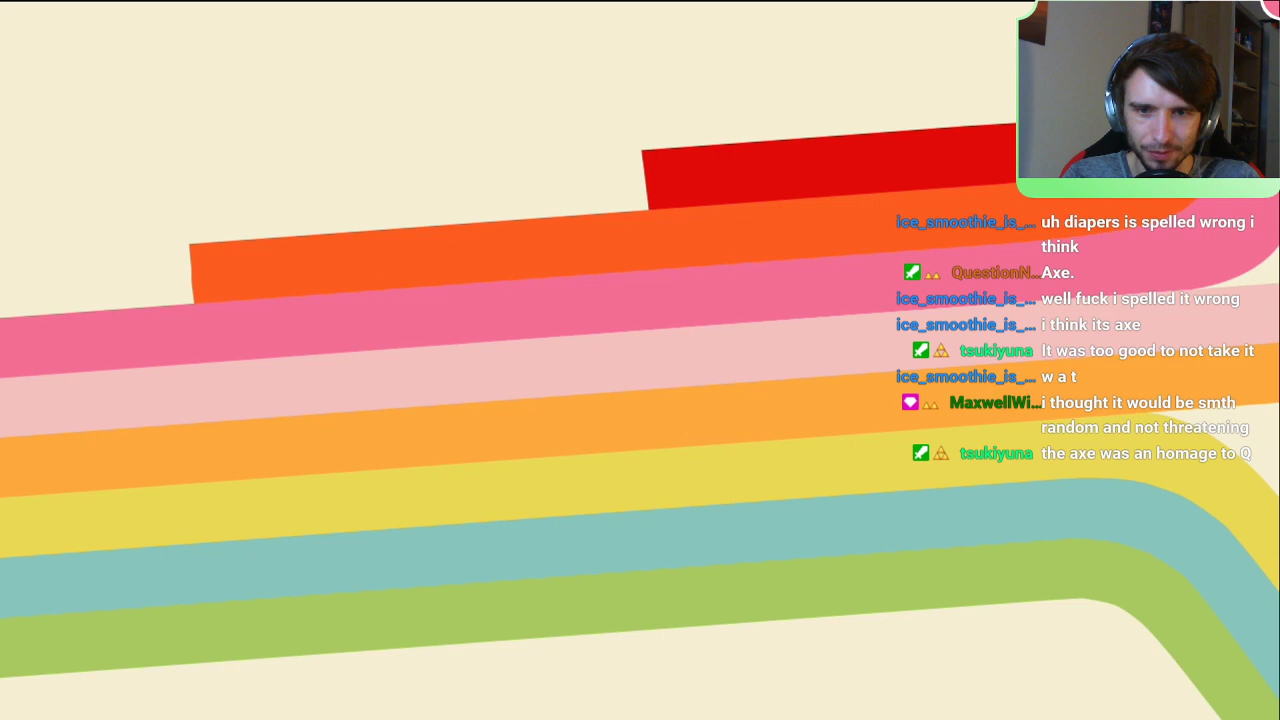 ice_smoothie_is_... uh diapers is spelled wrong i
think
QuestionN... Axe.
ice_smoothie_is_... well fuck i spelled it wrong
ice_smoothie_is_... i think its axe
tsukiyuna It was too good to not take it
ice_smoothie_is_... w a t
MaxwellWi... i thought it would be smth
random and not threatening
tsukiyuna the axe was an homage to Q